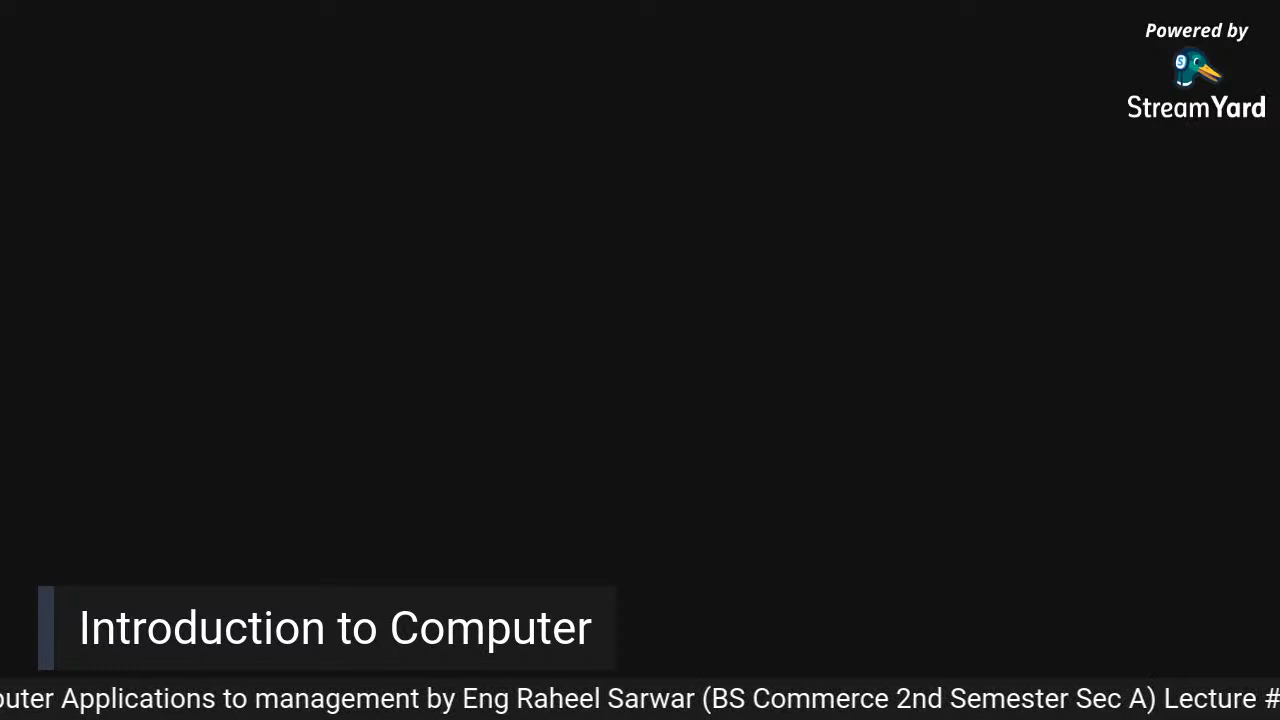 Powered by
S
StreamYard
Introduction to Computer
Applications to management by Eng Raheel Sarwar (BS Commerce 2nd Semester Sec A) Lecture #